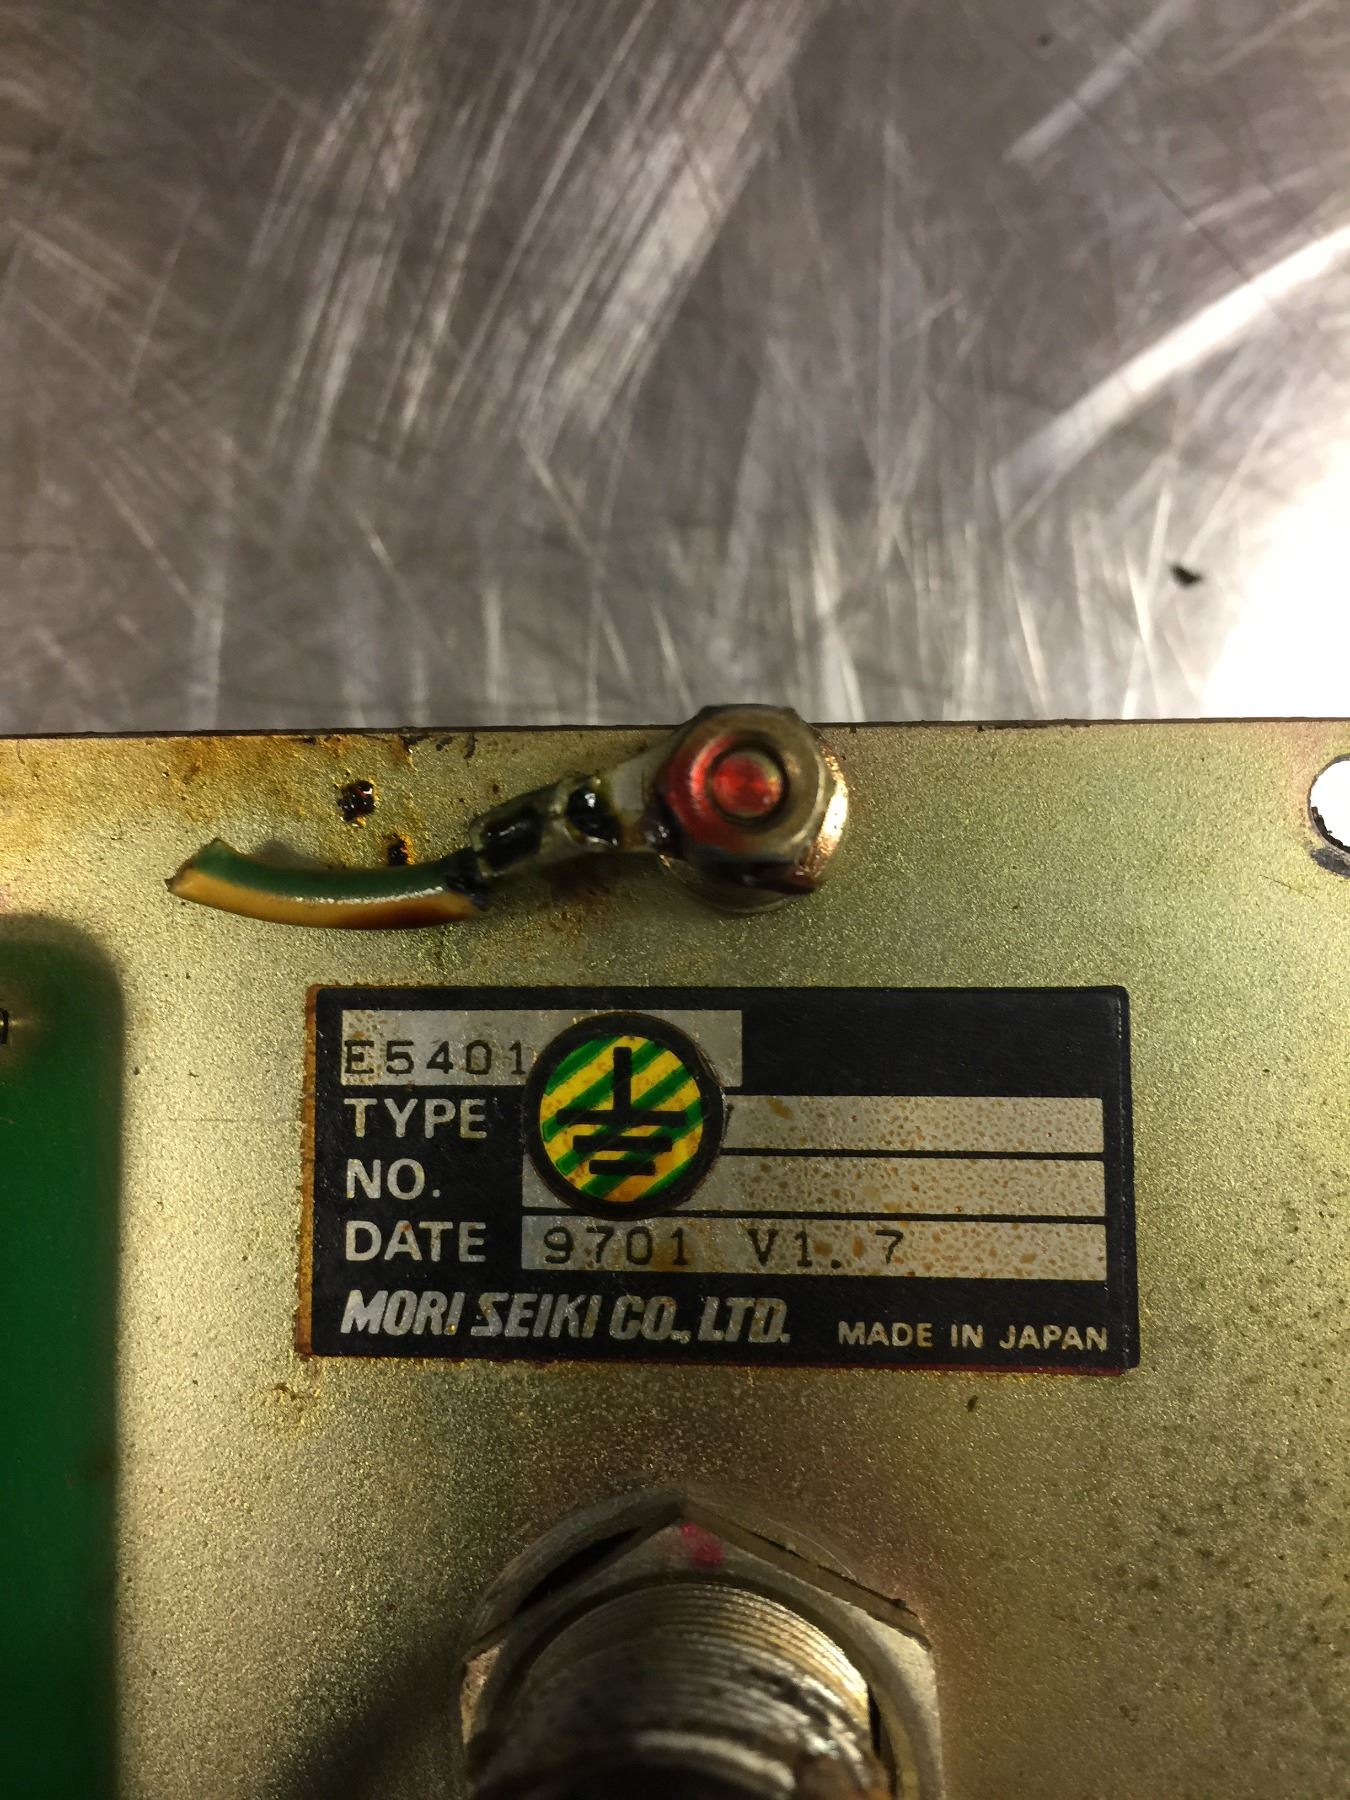 E5401
TYPE
NO.
DATE 9701 V1.7
MORI SEIKI CO., LTD. MADE IN JAPAN